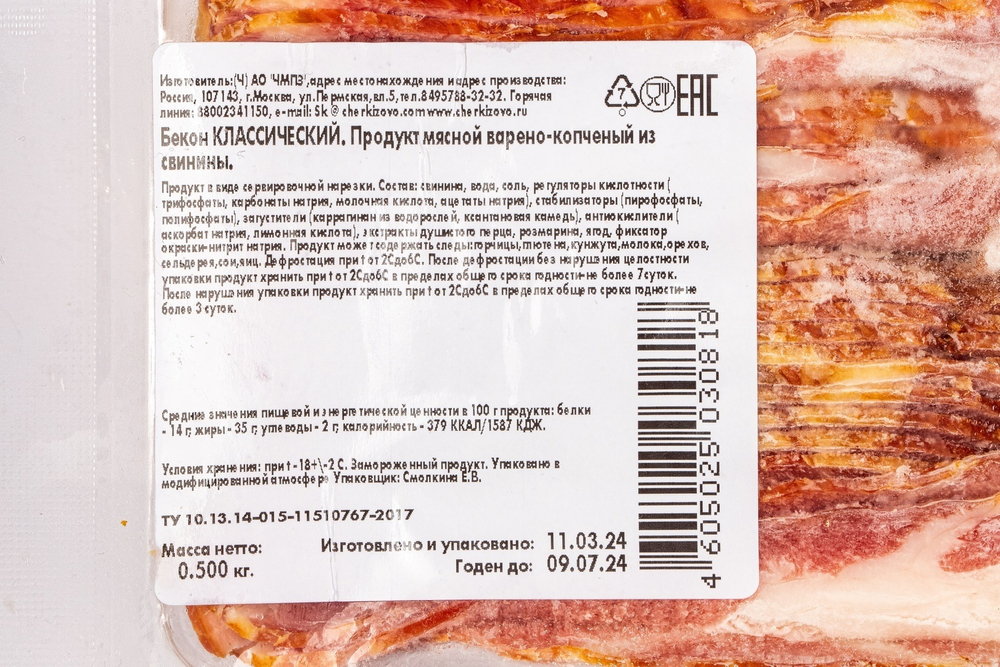 Изготовитель:(Ч) АО 'ЧМПЗ',адрес местонахождения и адрес производства:
Россия, 107143, г.Москва, ул.Пермская,вл.5,тел.8495788-32-32. Горячая
линия: 88002341150, e-mail: Sk @ cherkizovo.com www.cherkizovo.ru
EAC
Бекон КЛАССИЧЕСКИЙ. Продукт мясной варено-копченый из
свинины.
Продукт в виде сервировочной нарезки. Состав: свинина, вода, соль, регуляторы кислотности (
трифосфаты, карбонаты натрия, молочная кислота, ацетаты натрия), стабилизаторы (пирофосфаты,
полифосфаты), загустители (каррагинан из водорослей, ксантановая камедь), антиокислители (
аскорбат натрия, лимонная кислота), экстракты душистого перца, розмарина, ягод, фиксатор
окраски-нитрит натрия. Продукт может содержать следы:горчицы,глютена,кунжута,молока,орехов,
сельдерея,сои,яиц. Дефростация при t от 2Сдо6С. После дефростации без нарушения целостности
упаковки продукт хранить при t от 2Сдо6С в пределах общего срока годности-не более 7суток.
После нарушения упаковки продукт хранить при t от 2Сдо6С в пределах общего срока годности-не
более 3 суток.
Средние значения пищевой и энергетической ценности в 100 г продукта: белки
- 14 г; жиры - 35 г; углеводы - 2 г; калорийность - 379 ККАЛ/1587 КДЖ.
Условия хранения: при t - 18+\-2 С. Замороженный продукт. Упаковано в
модифицированной атмосфере Упаковщик: Смолкина Е.В.
ТУ 10.13.14-015-11510767-2017
Масса нетто:
0.500 кг.
Изготовлено и упаковано: 11.03.24
Годен до: 09.07.24
4 605025 030818